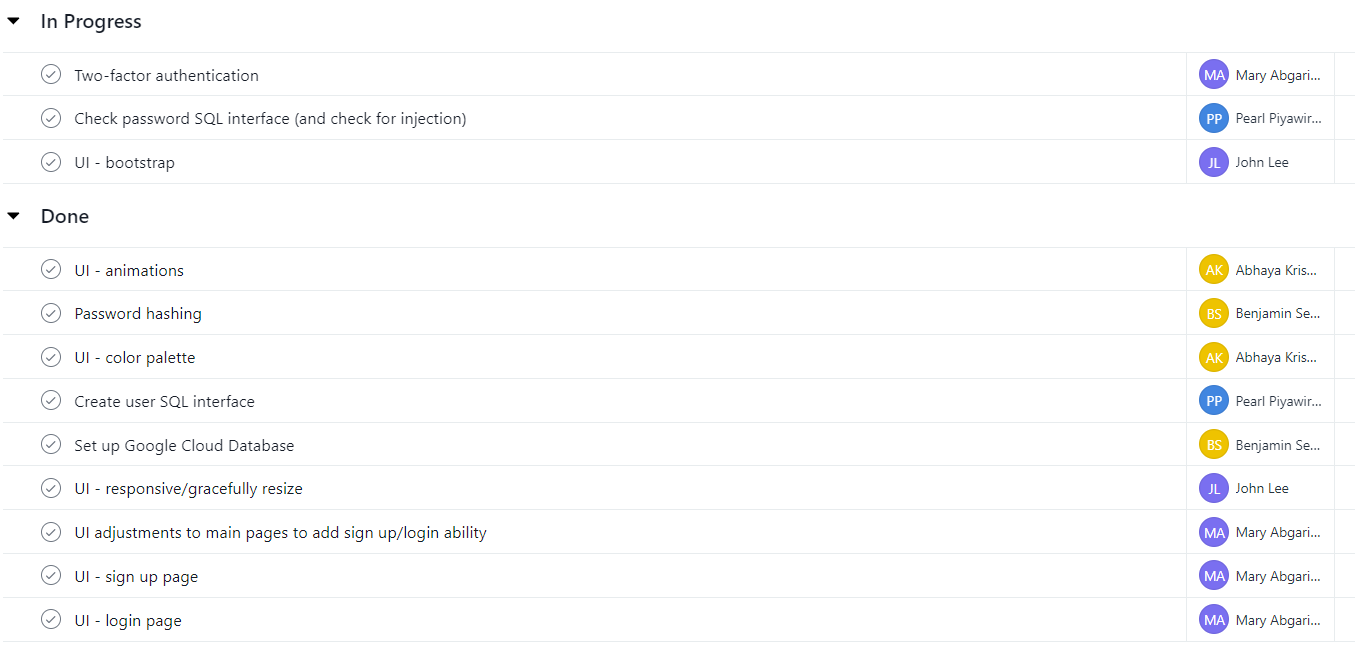 In Progress
Two-factor authentication MA Mary Abgari...
Check password SQL interface (and check for injection) PP Pearl Piyawir...
UI - bootstrap JL John Lee
Done
UI - animations AK Abhaya Kris...
Password hashing BS Benjamin Se...
UI - color palette AK Abhaya Kris...
Create user SQL interface PP Pearl Piyawir...
Set up Google Cloud Database BS Benjamin Se...
UI - responsive/gracefully resize JL John Lee
UI adjustments to main pages to add sign up/login ability MA Mary Abgari...
UI - sign up page MA Mary Abgari...
UI - login page MA Mary Abgari...